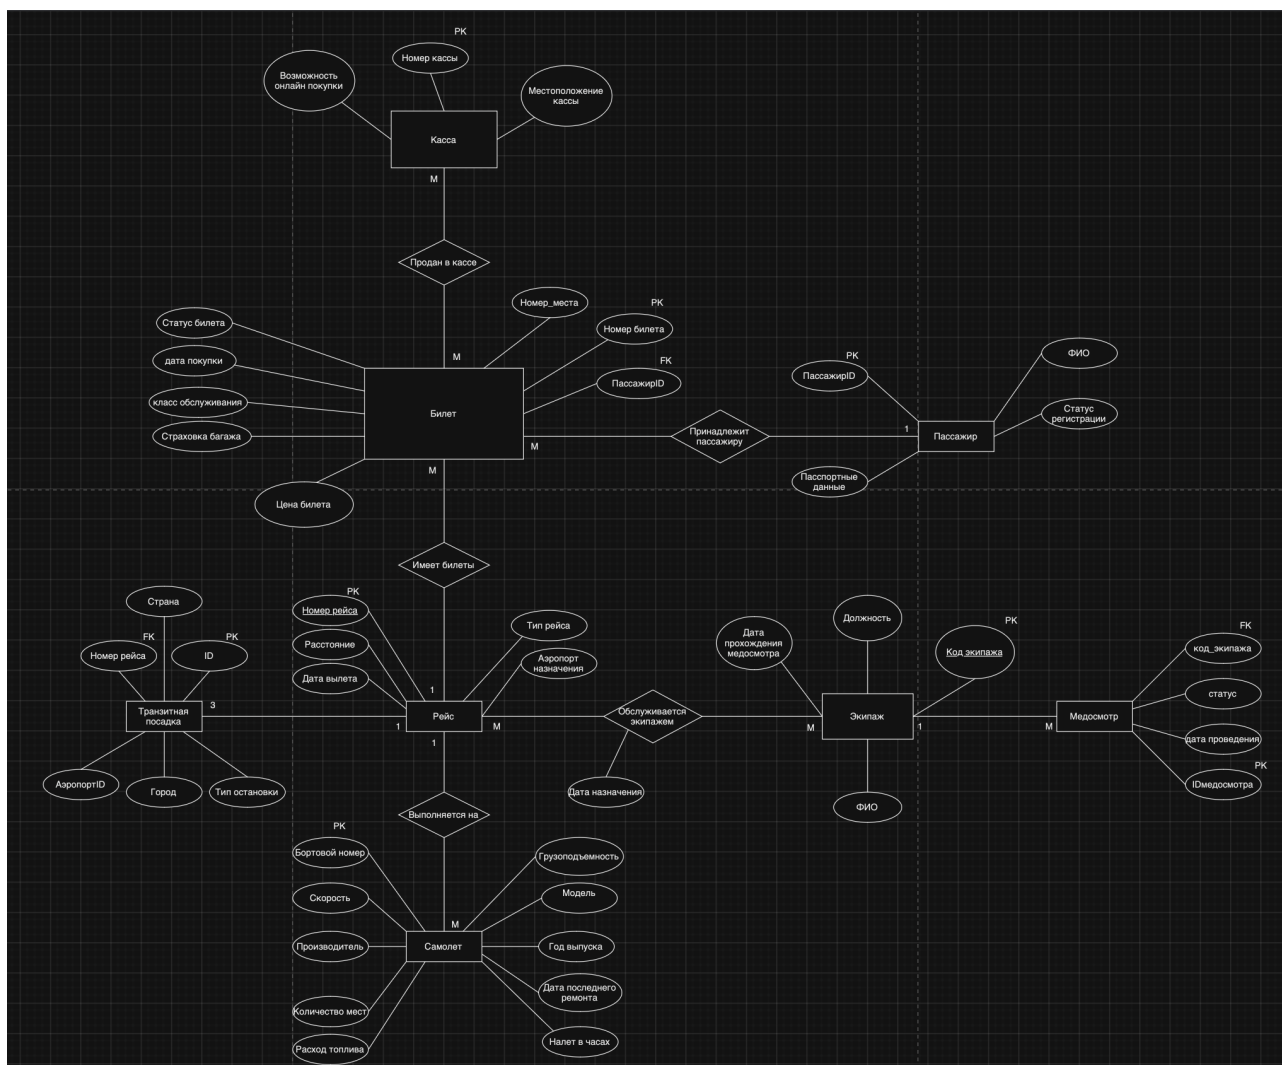 PK
Номер кассы
Возможность
онлайн покупки
Местоположение
кассы
Касса
М
Продан в кассе
М
Номер_места
PK
Номер билета
FK
ПассажирID
Статус билета
дата покупки
класс обслуживания
Страховка багажа
Цена билета
Билет
М
М
Принадлежит
пассажиру
1
PK
ПассажирID
ФИО
Статус
регистрации
Пассажир
Пасспортные
данные
Имеет билеты
Страна
FK
Номер рейса
PK
ID
Транзитная
посадка
3
АэропортID
Город
Тип остановки
PK
Номер рейса
Расстояние
Дата вылета
Тип рейса
Аэропорт
назначения
1
1
Рейс
М
1
Обслуживается
экипажем
Дата назначения
Дата
прохождения
медосмотра
Должность
PK
Код экипажа
М
Экипаж
1
ФИО
М
Медосмотр
FK
код_экипажа
статус
дата проведения
PK
IDмедосмотра
Выполняется на
PK
Бортовой номер
Скорость
Производитель
Количество мест
Расход топлива
М
Самолет
Грузоподъемность
Модель
Год выпуска
Дата последнего
ремонта
Налет в часах